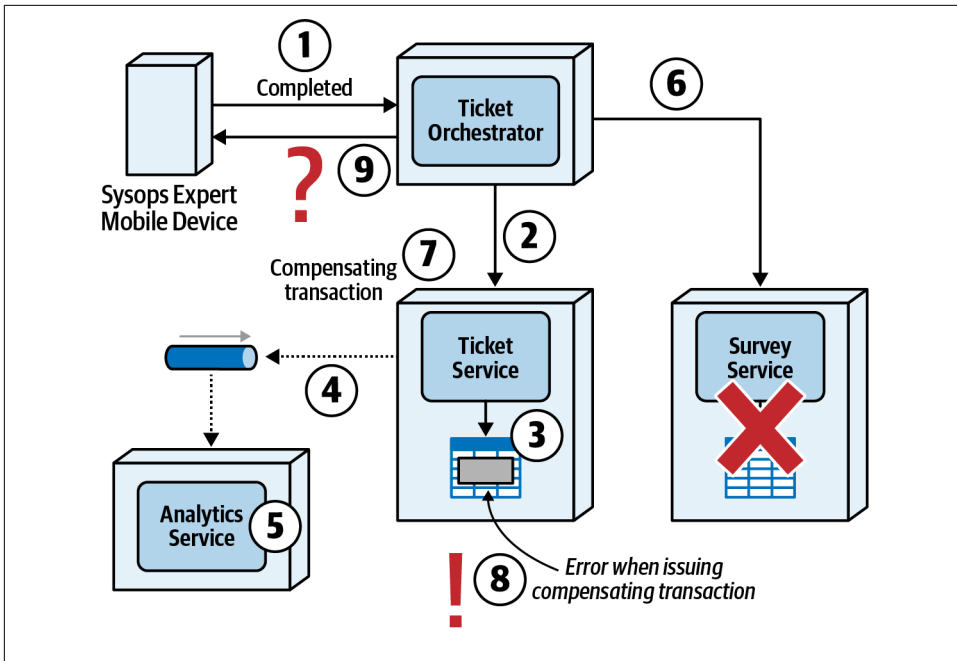 1
Completed
Ticket
Orchestrator
6
?
9
Sysops Expert
Mobile Device
2
7
Compensating
transaction
Ticket
Service
Survey
Service
4
3
Analytics
Service
5
!
8
Error when issuing
compensating transaction